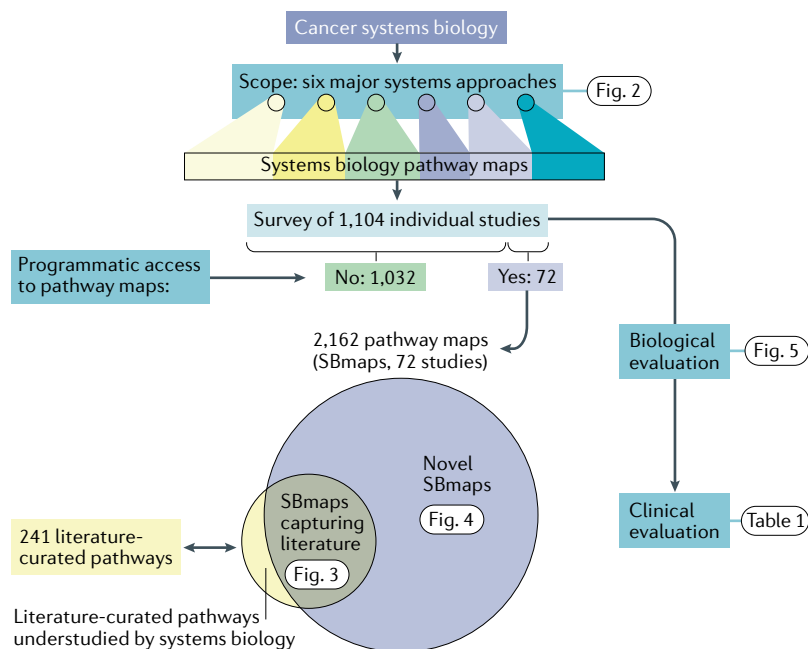 Cancer systems biology
Scope: six major systems approaches
Fig. 2
Systems biology pathway maps
Survey of 1,104 individual studies
Programmatic access
to pathway maps:
No: 1,032
Yes: 72
2,162 pathway maps
(SBmaps, 72 studies)
Biological
evaluation
Fig. 5
Novel
SBmaps
Fig. 4
SBmaps
capturing
literature
Fig. 3
Clinical
evaluation
Table 1
241 literature-
curated pathways
Literature-curated pathways
understudied by systems biology